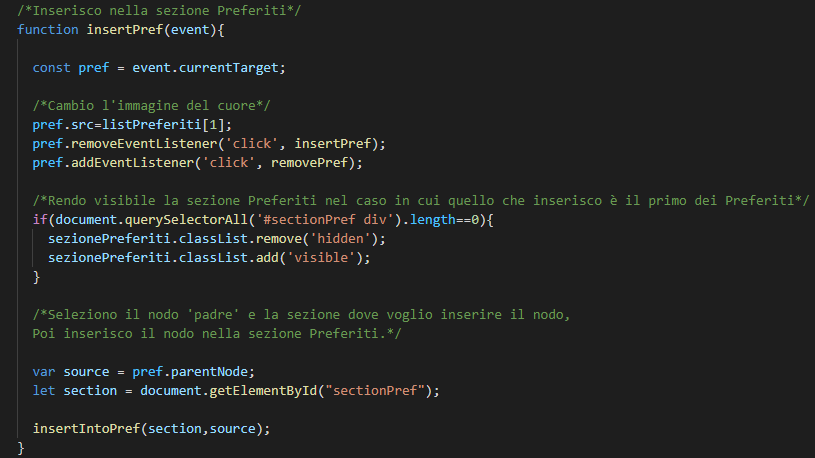 /*Inserisco nella sezione Preferiti*/
function insertPref(event){
const pref = event.currentTarget;
/*Cambio l'immagine del cuore*/
pref.src=listPreferiti[1];
pref.removeEventListener('click', insertPref);
pref.addEventListener('click', removePref);
/*Rendo visibile la sezione Preferiti nel caso in cui quello che inserisco è il primo dei Preferiti*/
if(document.querySelectorAll('#sectionPref div').length==0){
sezionePreferiti.classList.remove('hidden');
sezionePreferiti.classList.add('visible');
}
/*Seleziono il nodo 'padre' e la sezione dove voglio inserire il nodo,
Poi inserisco il nodo nella sezione Preferiti.*/
var source = pref.parentNode;
let section = document.getElementById("sectionPref");
insertIntoPref(section,source);
}